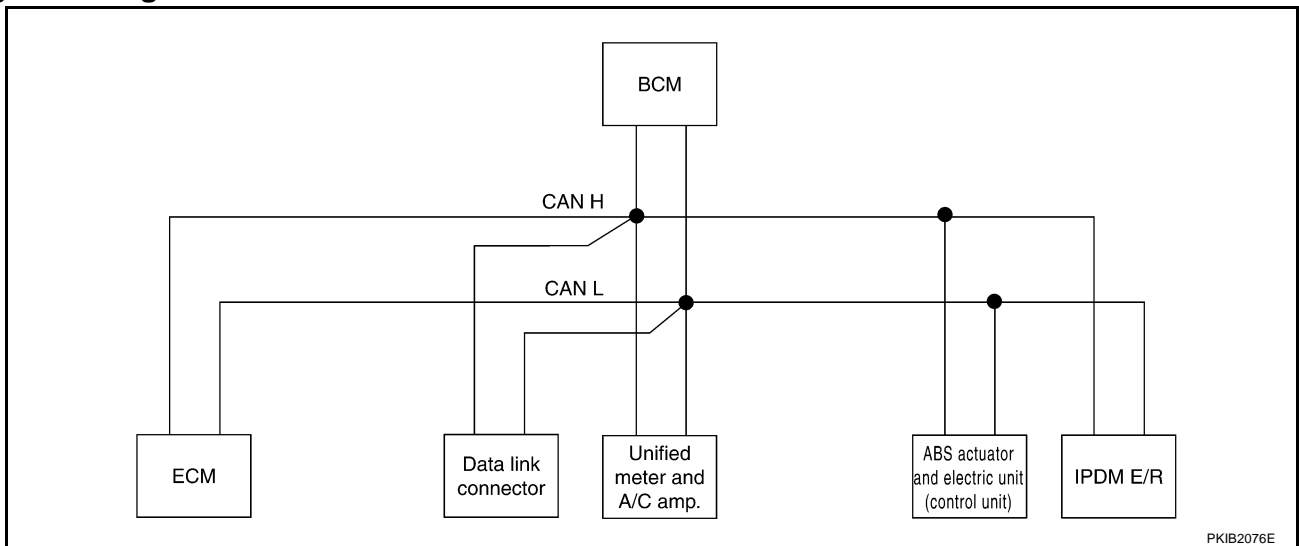 BCM
CAN H
CAN L
ECM
Data link
connector
Unified
meter and
A/C amp.
ABS actuator
and electric unit
(control unit)
IPDM E/R
PKIB2076E